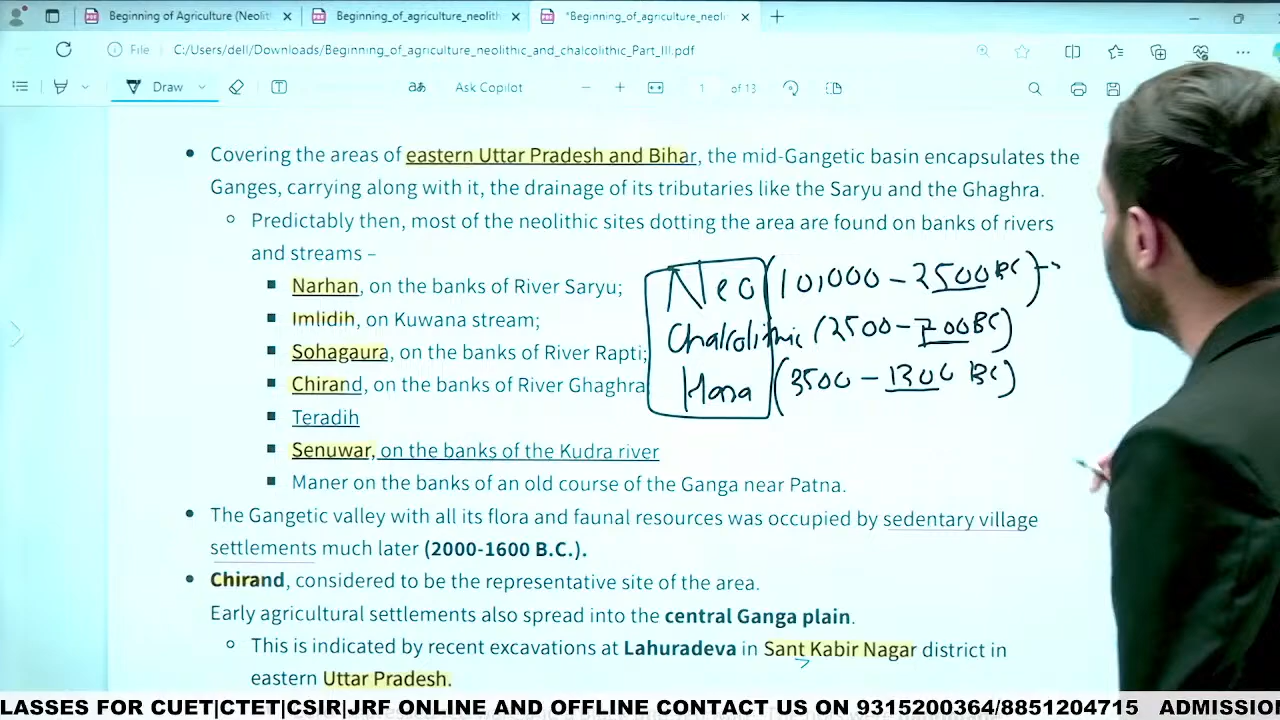 Beginning of Agriculture (Neolit
Beginning_of_agriculture_neolith
*Beginning_of_agriculture_neoli
File C:/Users/dell/Downloads/Beginning_of_agriculture_neolithic_and_chalcolithic_Part_III.pdf
Draw aあ Ask Copilot 1 of 13
Covering the areas of eastern Uttar Pradesh and Bihar, the mid-Gangetic basin encapsulates the
Ganges, carrying along with it, the drainage of its tributaries like the Saryu and the Ghaghra.
Predictably then, most of the neolithic sites dotting the area are found on banks of rivers
and streams –
Narhan, on the banks of River Saryu;
Neo (10,000 – 2500 BC)
Imlidih, on Kuwana stream;
Chalcolithic (2500 – 700 BC)
Sohagaura, on the banks of River Rapti;
Chirand, on the banks of River Ghaghra
(3500 – 1300 BC)
Teradih
Senuwar, on the banks of the Kudra river
Maner on the banks of an old course of the Ganga near Patna.
The Gangetic valley with all its flora and faunal resources was occupied by sedentary village
settlements much later (2000-1600 B.C.).
Chirand, considered to be the representative site of the area.
Early agricultural settlements also spread into the central Ganga plain.
This is indicated by recent excavations at Lahuradeva in Sant Kabir Nagar district in
eastern Uttar Pradesh.
LASSES FOR CUET|CTET|CSIR|JRF ONLINE AND OFFLINE CONTACT US ON 9315200364/8851204715 ADMISSIO